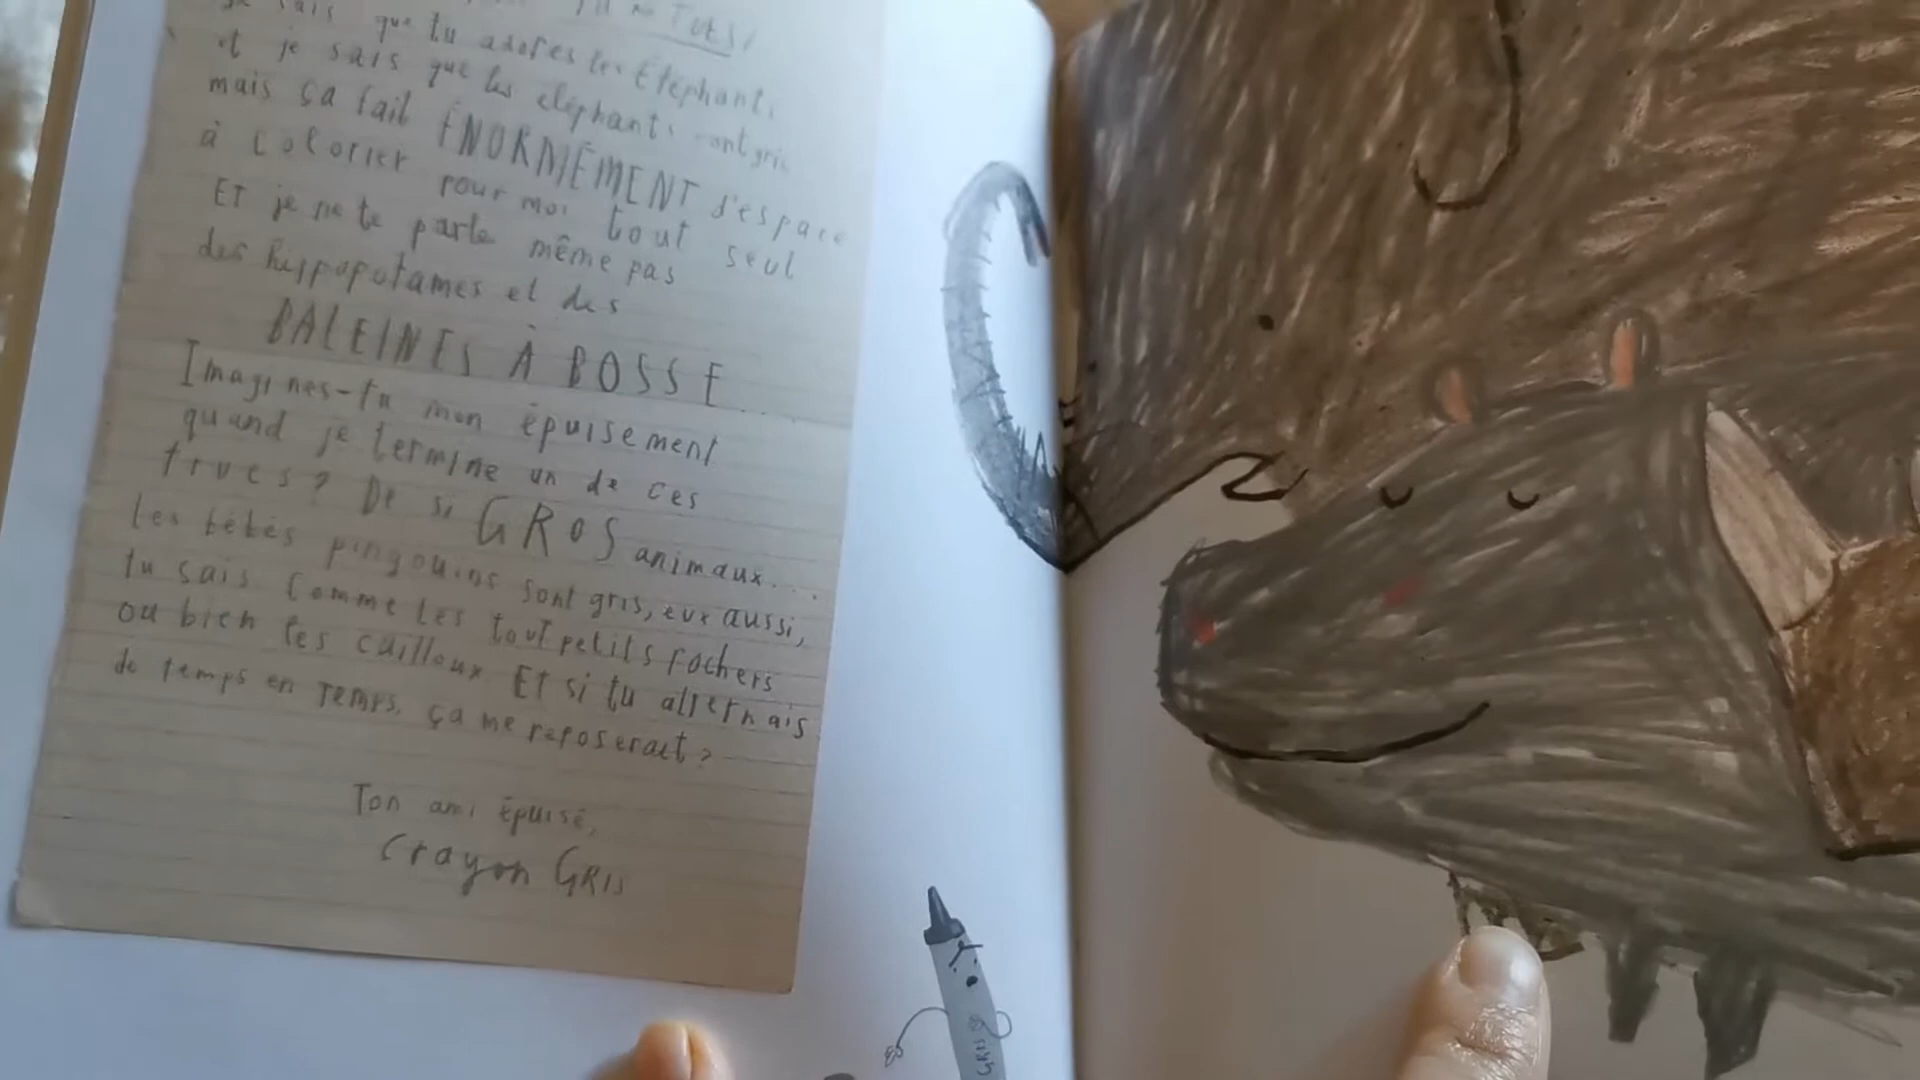 TU ME TUES!
sais que tu adores les Éléphants,
et je sais que les éléphants sont gris,
mais ça fait ÉNORMÉMENT d'espace
à colorier pour moi tout seul
Et je ne te parle même pas
des hippopotames et des
BALEINES À BOSSE...
Imagines-tu mon épuisement
quand je termine un de ces
trucs? De si GROS animaux....
les bébés pingouins sont gris, eux aussi,
tu sais. Comme les tout petits rochers
ou bien les cailloux. Et si tu alternais
de temps en temps, ça me reposerait?
Ton ami épuisé,
Crayon GRIS
GRIS